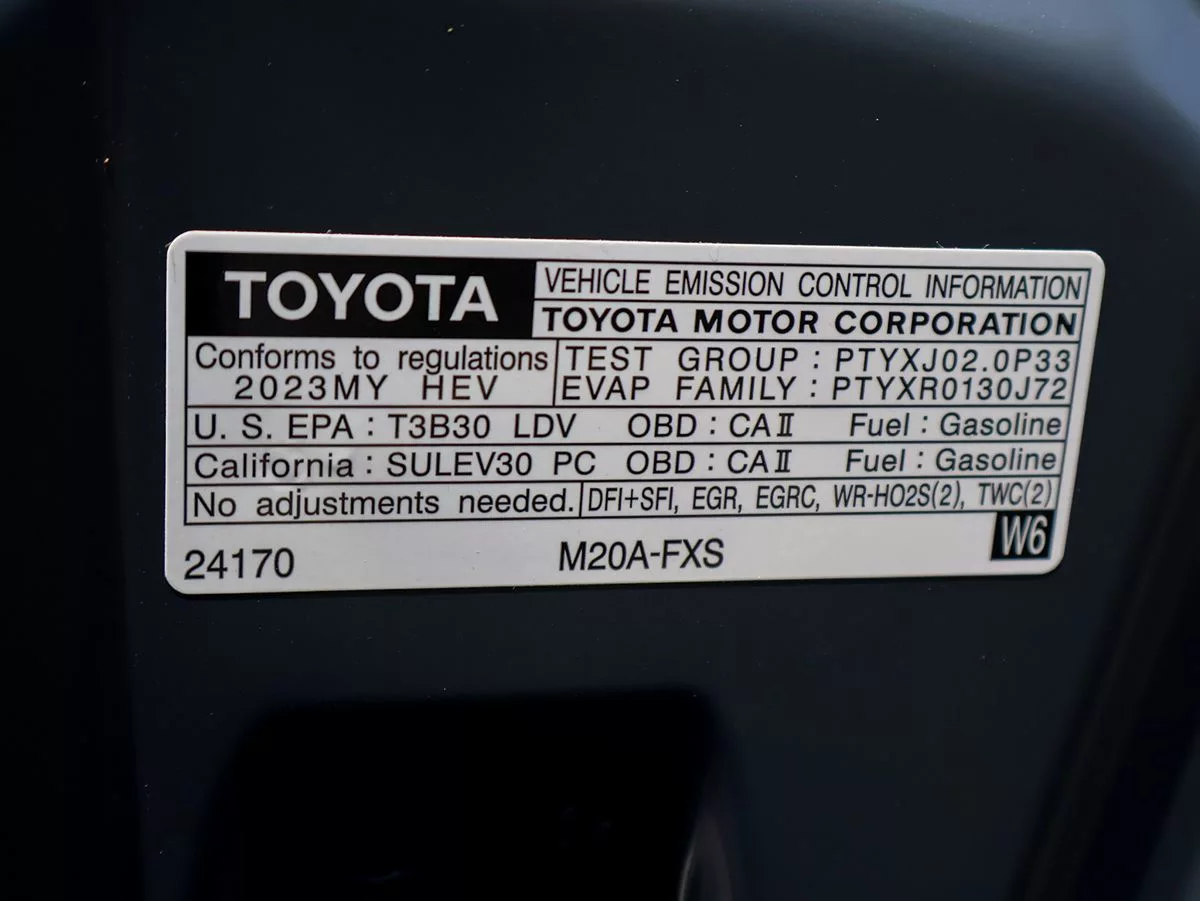 TOYOTA
VEHICLE EMISSION CONTROL INFORMATION
TOYOTA MOTOR CORPORATION
Conforms to regulations
2023MY HEV
TEST GROUP : PTYXJ02.0P33
EVAP FAMILY : PTYXR0130J72
U. S. EPA : T3B30 LDV OBD : CAⅡ Fuel : Gasoline
California : SULEV30 PC OBD : CAⅡ Fuel : Gasoline
No adjustments needed. DFI+SFI, EGR, EGRC, WR-HO2S(2), TWC(2)
24170 M20A-FXS W6